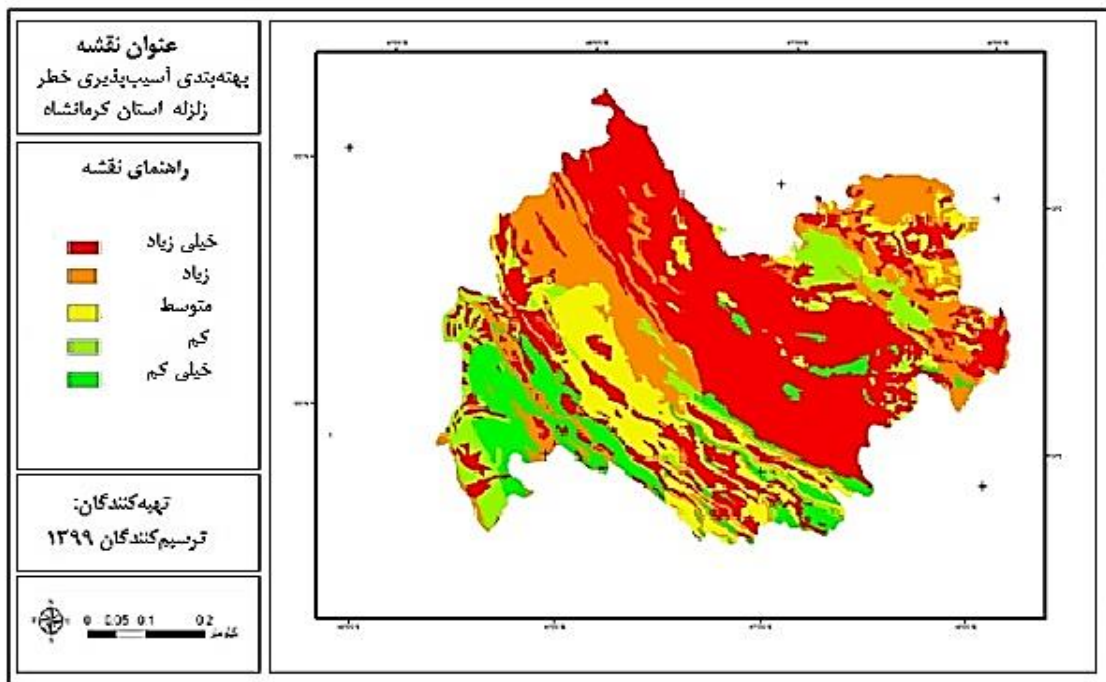 عنوان نقشه
پهنه‌بندی آسیب‌پذیری خطر
زلزله استان کرمانشاه
راهنمای نقشه
خیلی زیاد
زیاد
متوسط
کم
خیلی کم
تهیه‌کنندگان:
ترسیم‌کنندگان ۱۳۹۹
0 0.05 0.1 0.2